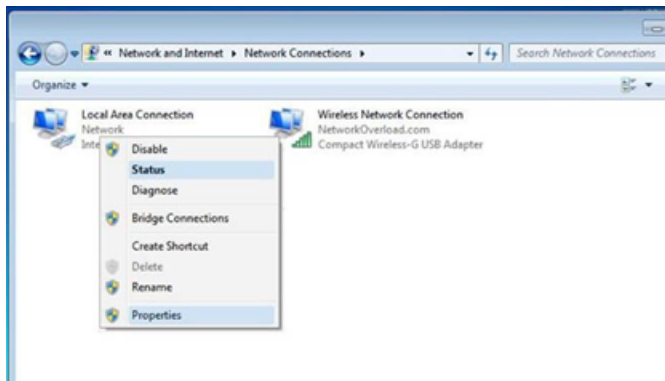 « Network and Internet ▸ Network Connections ▸
Search Network Connections
Organize
Local Area Connection
Network
Inte
Wireless Network Connection
NetworkOverload.com
Compact Wireless-G USB Adapter
Disable
Status
Diagnose
Bridge Connections
Create Shortcut
Delete
Rename
Properties